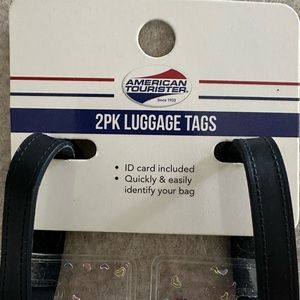 AMERICAN
TOURISTER
Since 1933
2PK LUGGAGE TAGS
• ID card included
• Quickly & easily
identify your bag